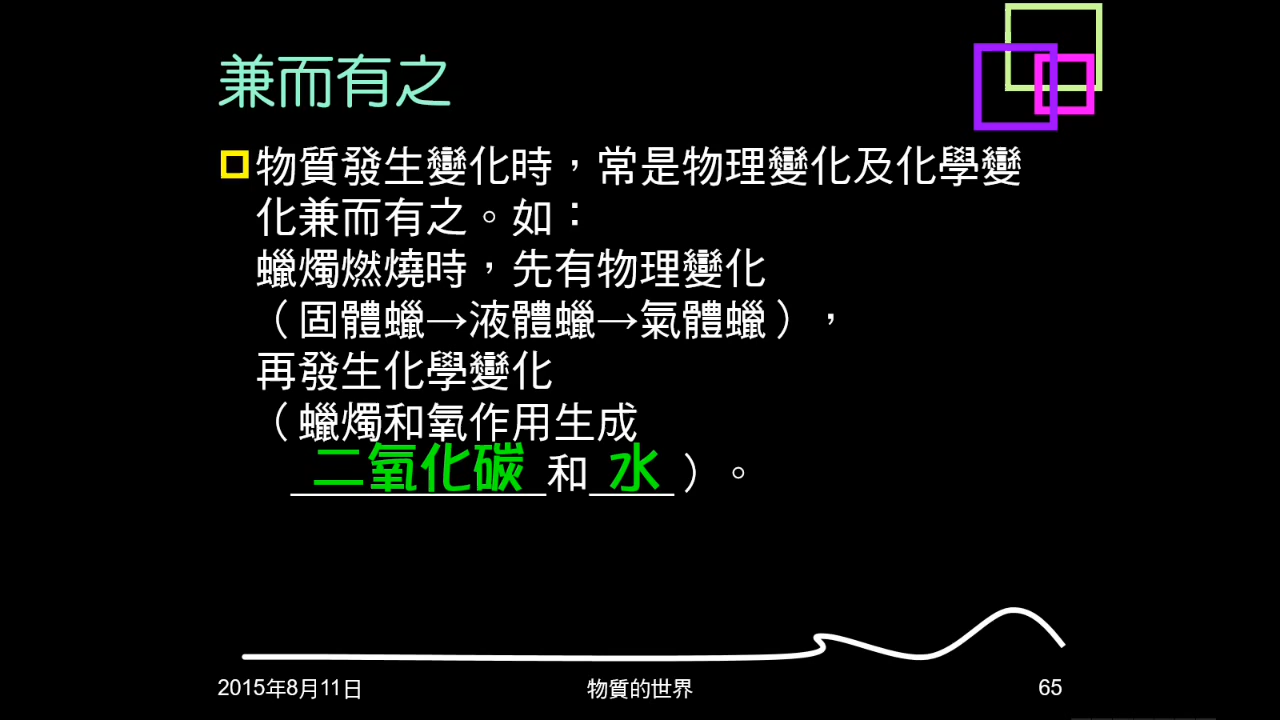 兼而有之
物質發生變化時，常是物理變化及化學變
化兼而有之。如：
蠟燭燃燒時，先有物理變化
（固體蠟→液體蠟→氣體蠟），
再發生化學變化
（蠟燭和氧作用生成
二氧化碳和水）。
2015年8月11日
物質的世界
65